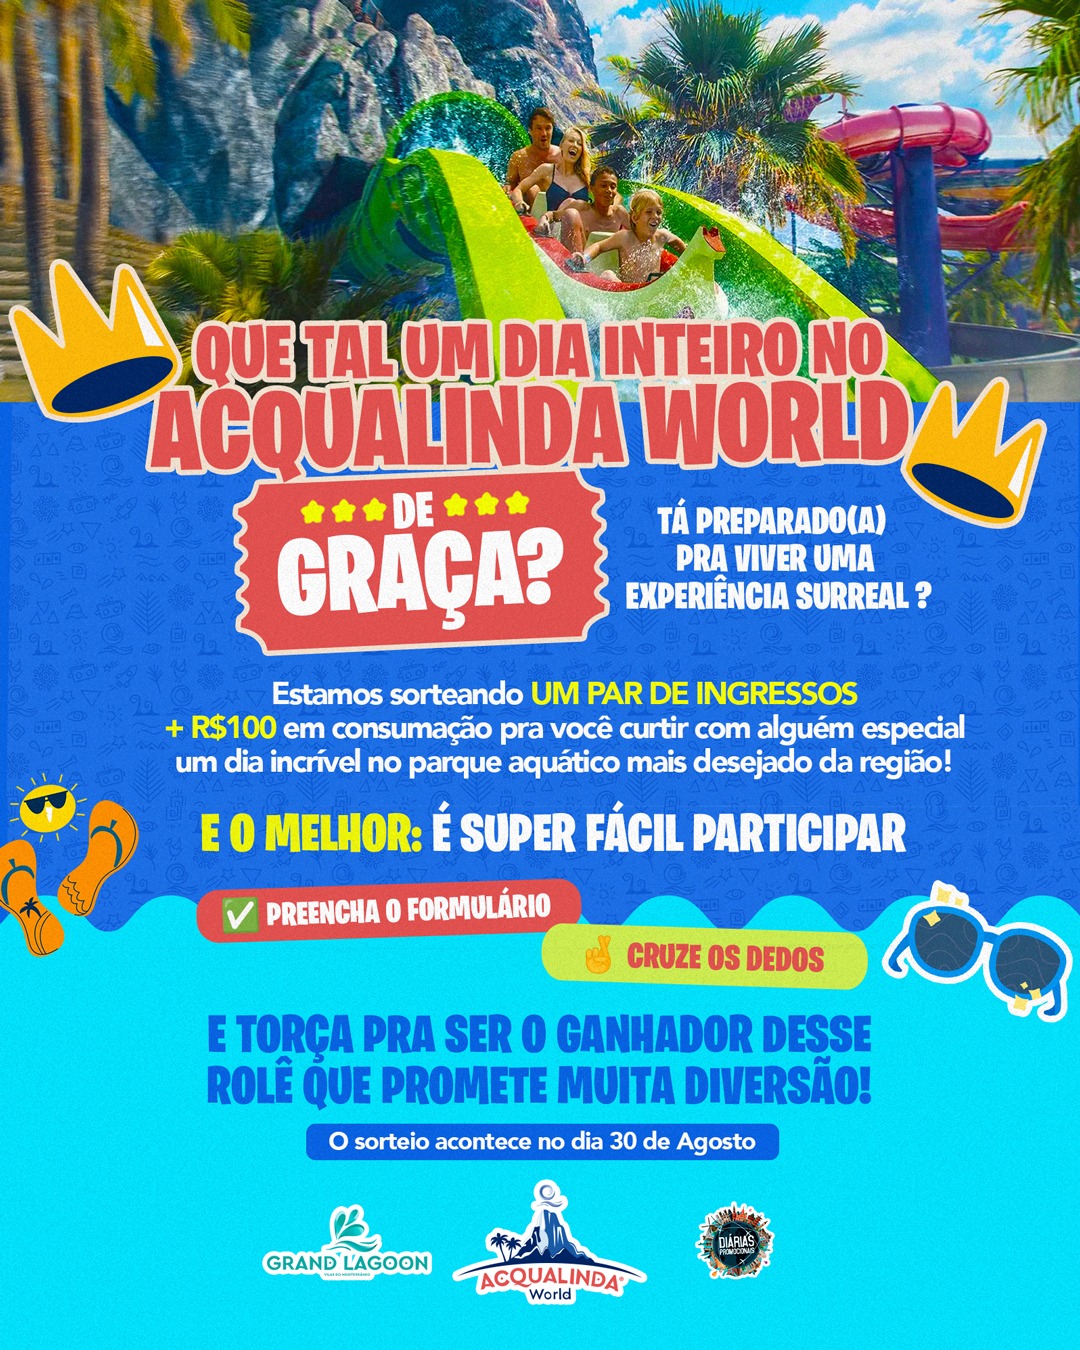 QUE TAL UM DIA INTEIRO NO
ACQUALINDA WORLD
DE
GRAÇA?
TÁ PREPARADO(A)
PRA VIVER UMA
EXPERIÊNCIA SURREAL ?
Estamos sorteando UM PAR DE INGRESSOS
+ R$100 em consumação pra você curtir com alguém especial
um dia incrível no parque aquático mais desejado da região!
E O MELHOR: É SUPER FÁCIL PARTICIPAR
✅ PREENCHA O FORMULÁRIO
🤞 CRUZE OS DEDOS
E TORÇA PRA SER O GANHADOR DESSE
ROLÊ QUE PROMETE MUITA DIVERSÃO!
O sorteio acontece no dia 30 de Agosto
GRAND LAGOON
VILAS DO MEDITERRÂNEO
ACQUALINDA®
World
DIÁRIAS
PROMOCIONAIS